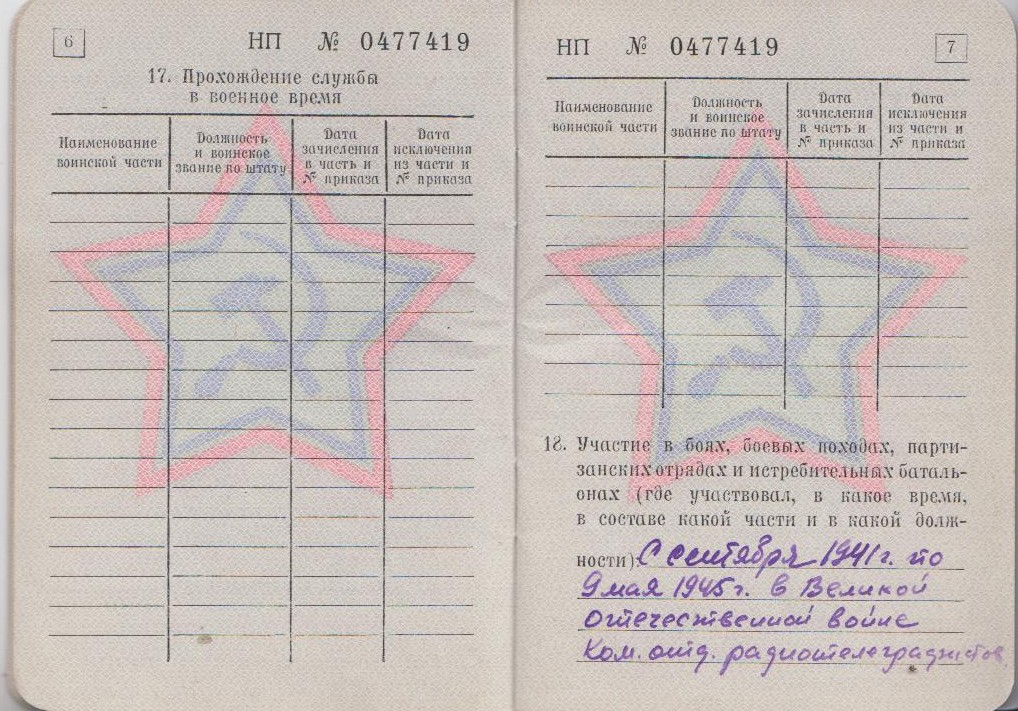 6
НП № 0477419
17. Прохождение службы
в военное время
Наименование
воинской части
Должность
и воинское
звание по штату
Дата
зачисления
в часть и
№ приказа
Дата
исключения
из части и
№ приказа
НП № 0477419
7
Наименование
воинской части
Должность
и воинское
звание по штату
Дата
зачисления
в часть и
№ приказа
Дата
исключения
из части и
№ приказа
18. Участие в боях, боевых походах, парти-
занских отрядах и истребительных баталь-
онах (где участвовал, в какое время,
в составе какой части и в какой долж-
ности): С сентября 1941 г. по
9 мая 1945 г. в Великой
Отечественной войне
Ком. отд. радиотелеграфистов